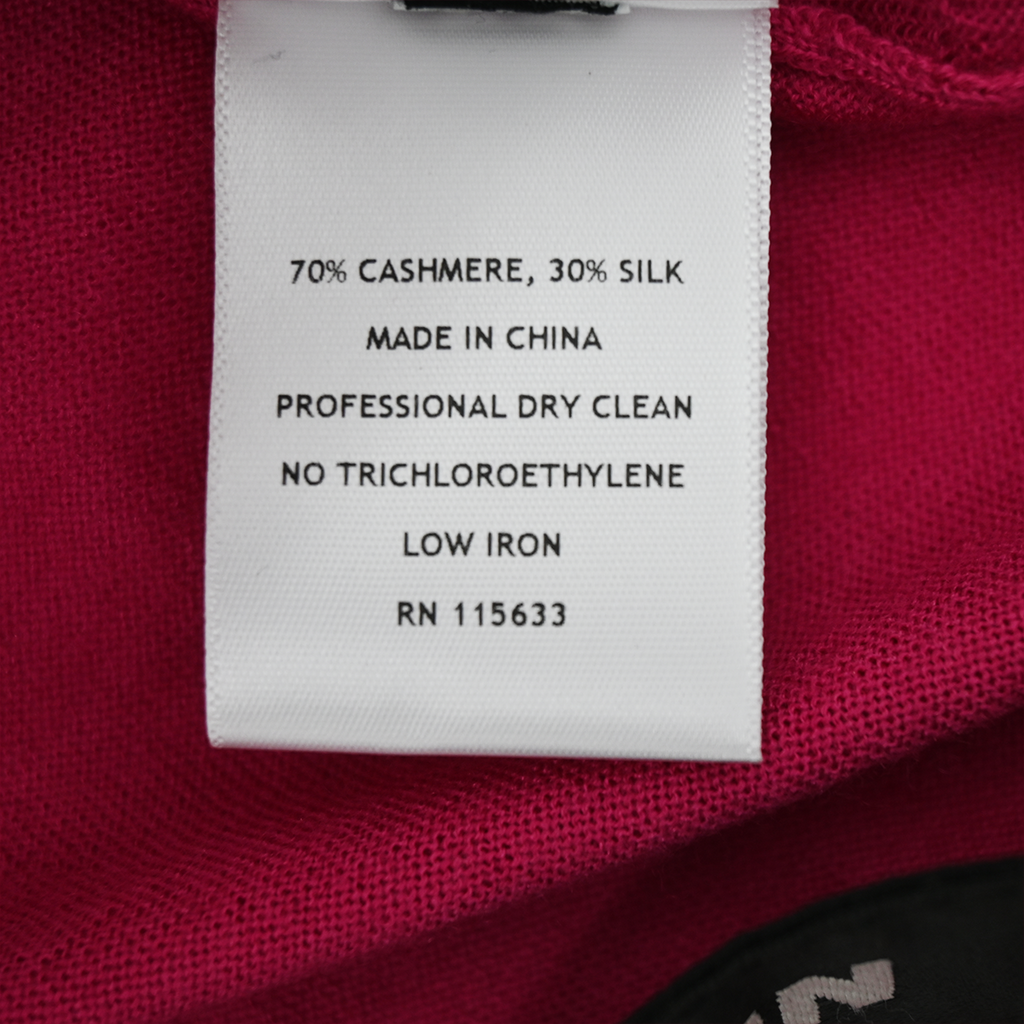 70% CASHMERE, 30% SILK
MADE IN CHINA
PROFESSIONAL DRY CLEAN
NO TRICHLOROETHYLENE
LOW IRON
RN 115633